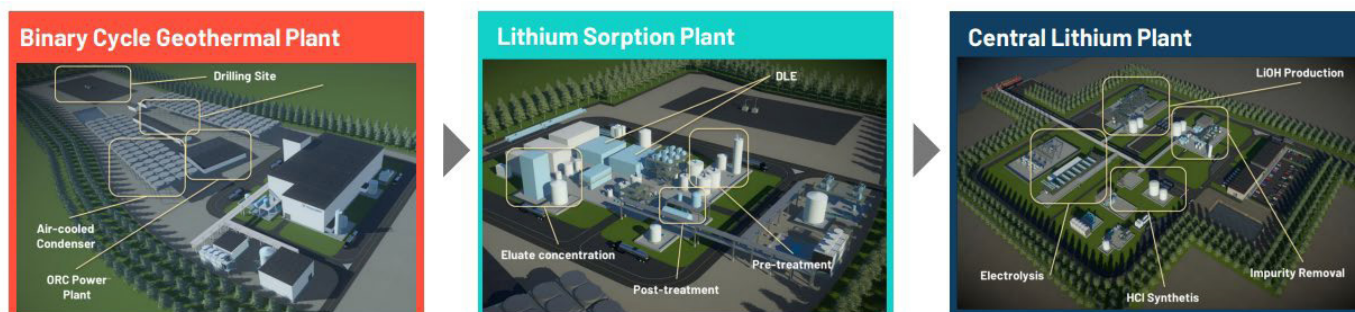 Binary Cycle Geothermal Plant
Drilling Site
Air-cooled
Condenser
ORC Power
Plant
Lithium Sorption Plant
DLE
Eluate concentration
Post-treatment
Pre-treatment
Central Lithium Plant
LiOH Production
Electrolysis
HCl Synthetis
Impurity Removal